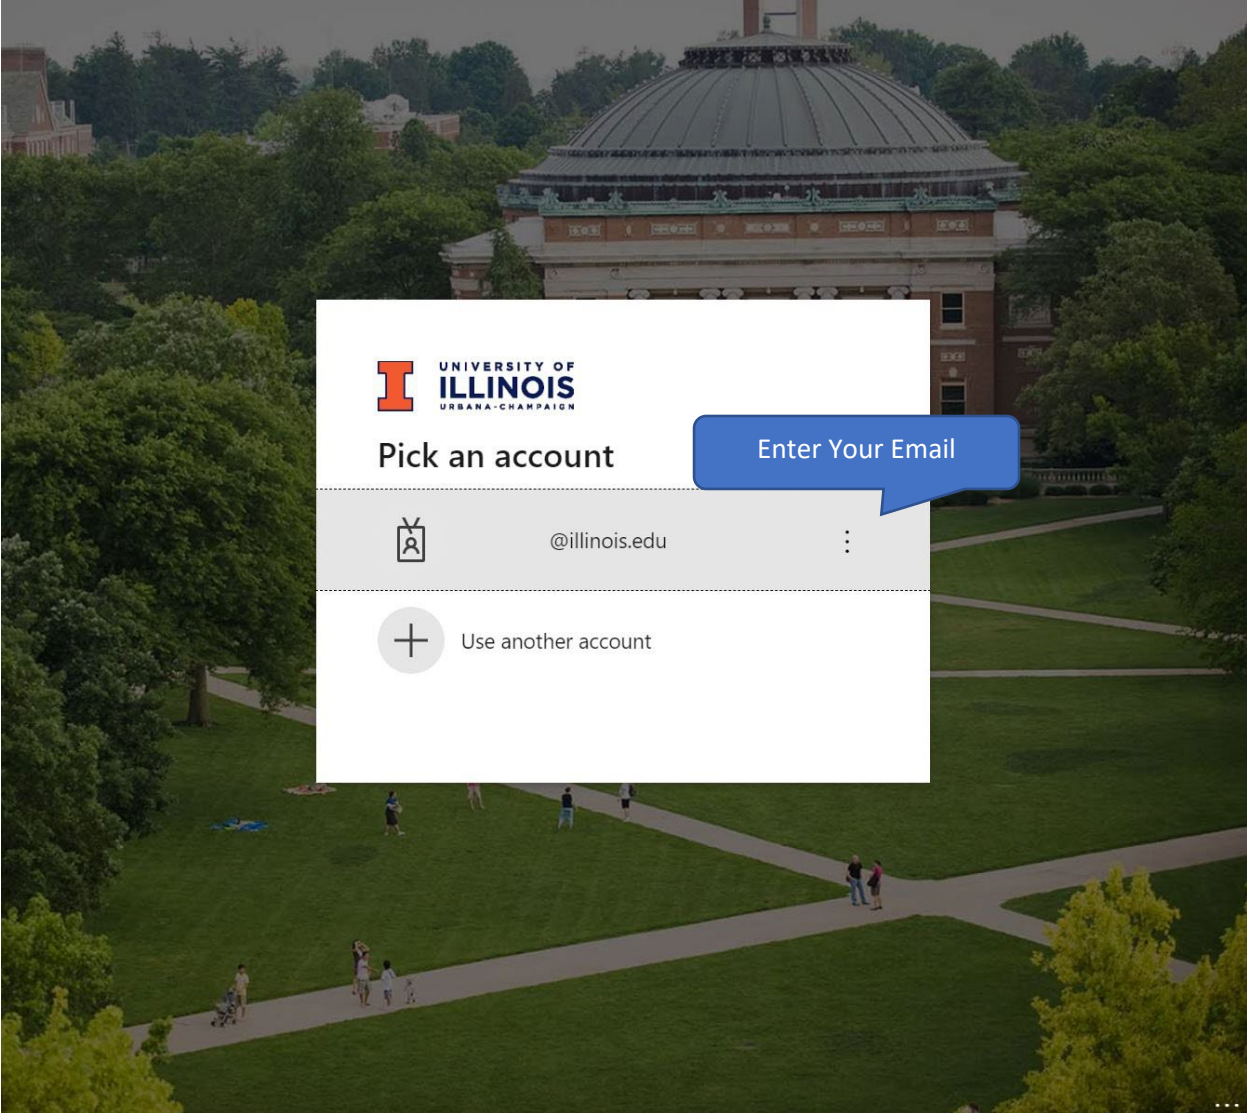 UNIVERSITY OF
ILLINOIS
URBANA-CHAMPAIGN
Pick an account
Enter Your Email
@illinois.edu
Use another account